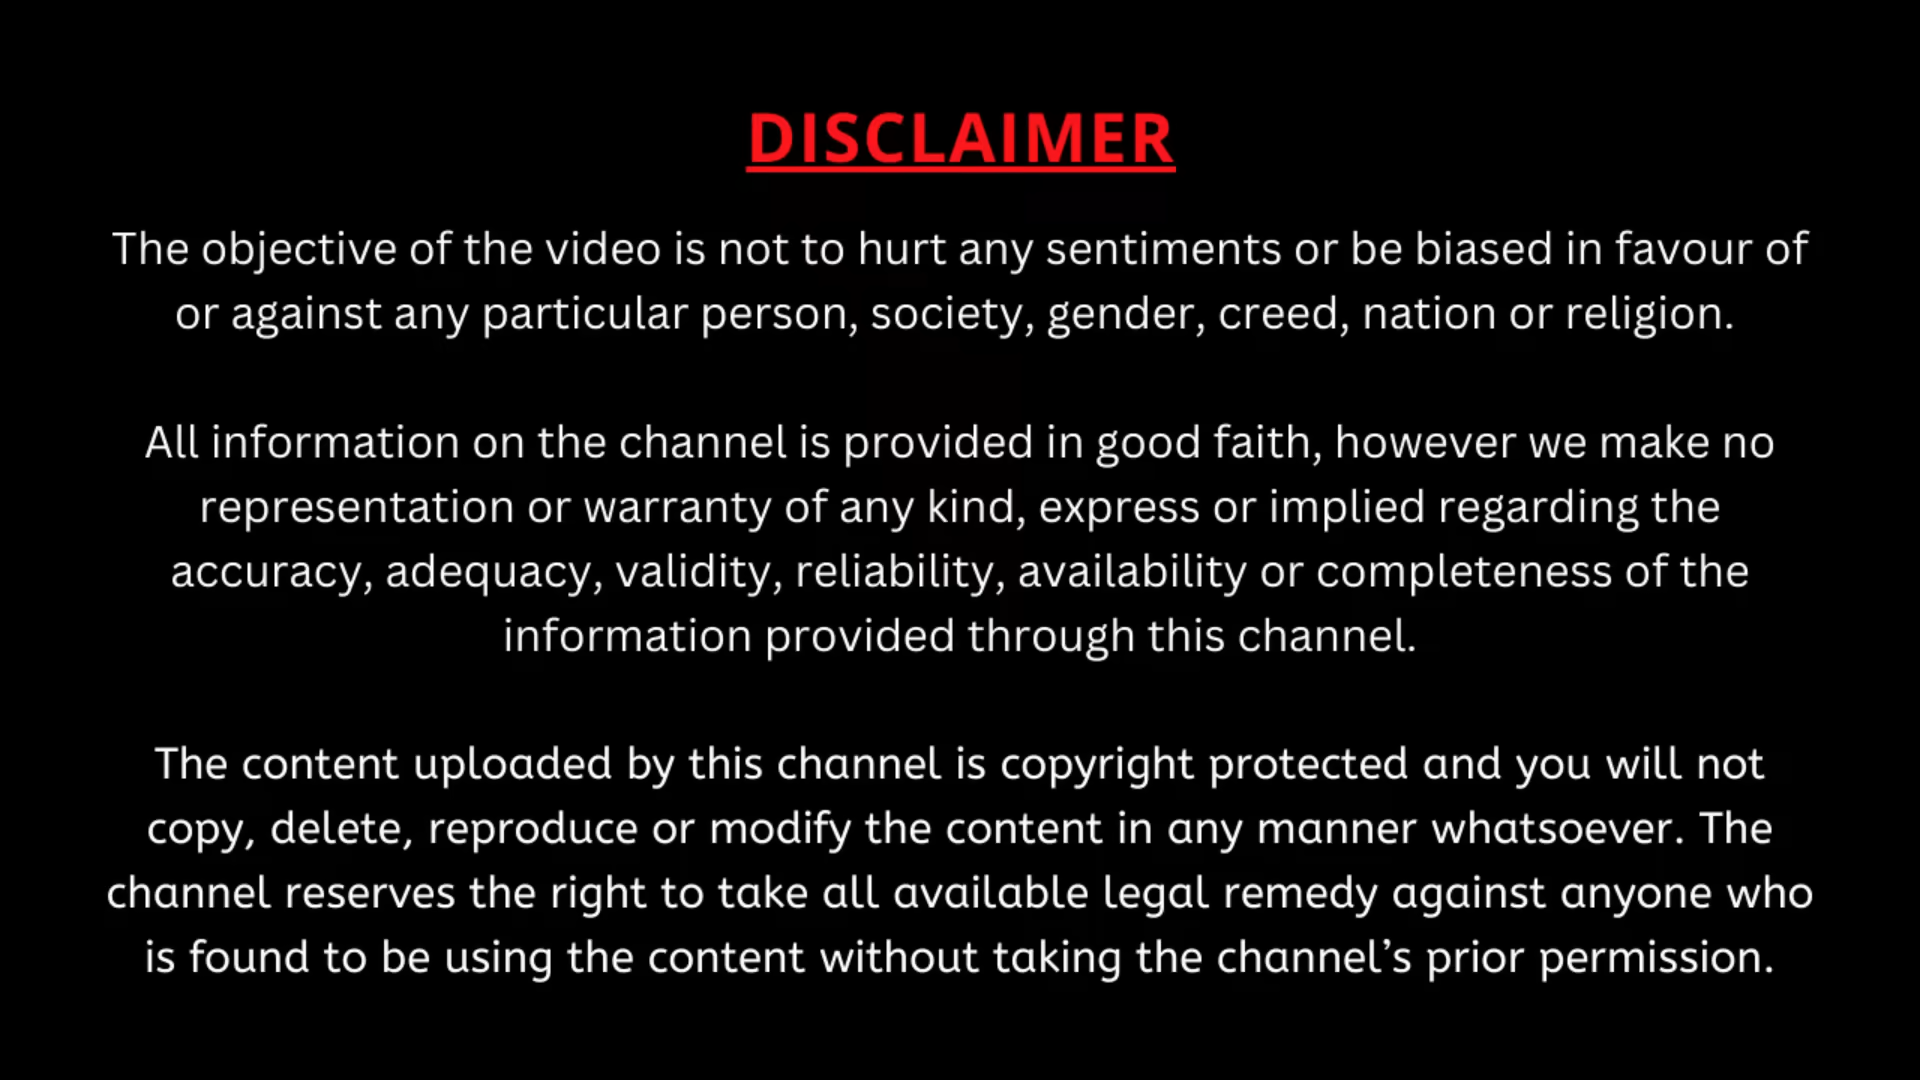 DISCLAIMER
The objective of the video is not to hurt any sentiments or be biased in favour of
or against any particular person, society, gender, creed, nation or religion.
All information on the channel is provided in good faith, however we make no
representation or warranty of any kind, express or implied regarding the
accuracy, adequacy, validity, reliability, availability or completeness of the
information provided through this channel.
The content uploaded by this channel is copyright protected and you will not
copy, delete, reproduce or modify the content in any manner whatsoever. The
channel reserves the right to take all available legal remedy against anyone who
is found to be using the content without taking the channel’s prior permission.